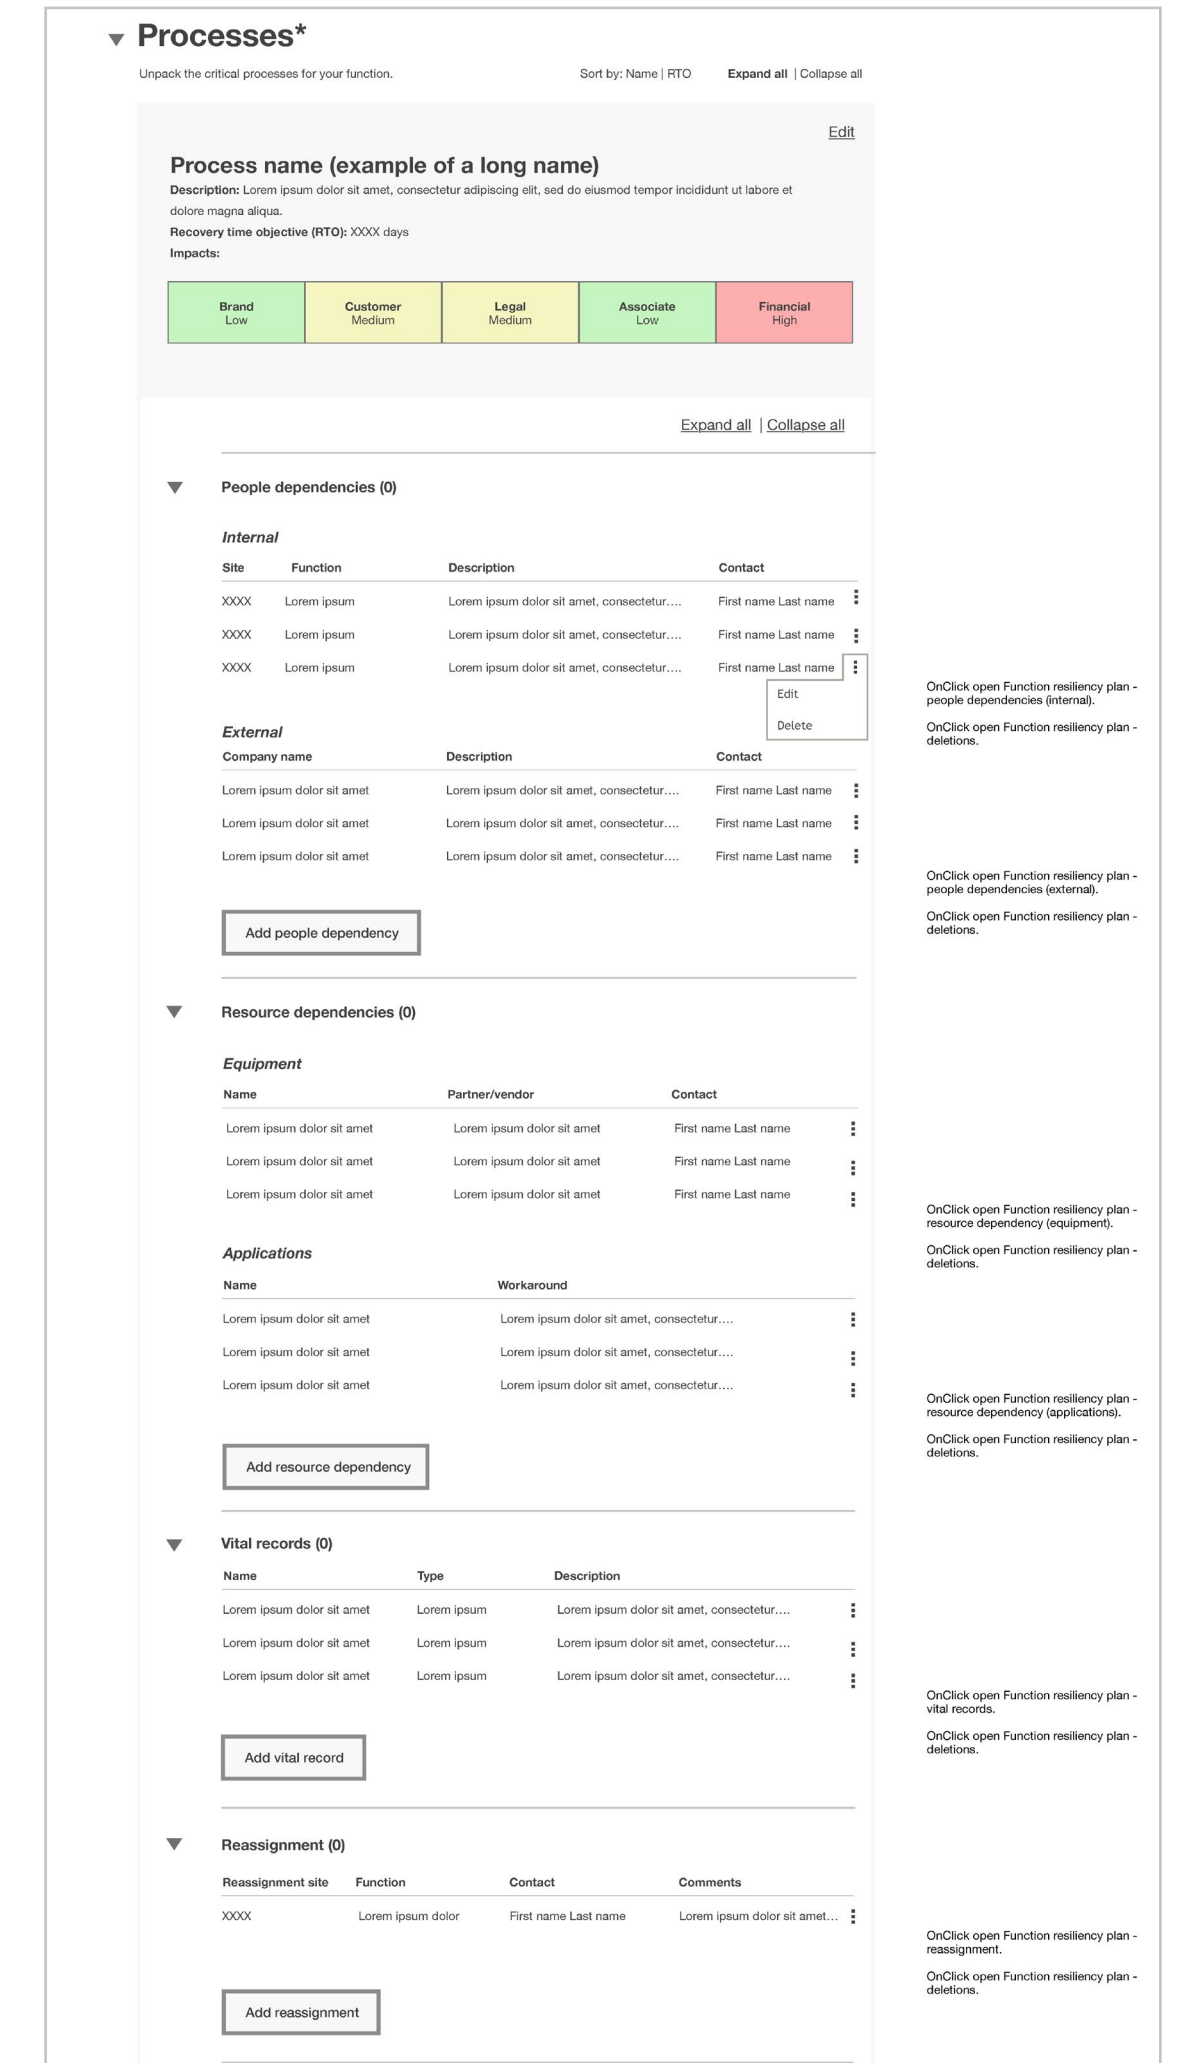 Processes*
Unpack the critical processes for your function.
Sort by: Name | RTO
Expand all | Collapse all
Edit
Process name (example of a long name)
Description: Lorem ipsum dolor sit amet, consectetur adipiscing elit, sed do eiusmod tempor incididunt ut labore et
dolore magna aliqua.
Recovery time objective (RTO): XXXX days
Impacts:
Brand
Low
Customer
Medium
Legal
Medium
Associate
Low
Financial
High
Expand all | Collapse all
People dependencies (0)
Internal
Site Function Description Contact
XXXX Lorem ipsum Lorem ipsum dolor sit amet, consectetur.... First name Last name
XXXX Lorem ipsum Lorem ipsum dolor sit amet, consectetur.... First name Last name
XXXX Lorem ipsum Lorem ipsum dolor sit amet, consectetur.... First name Last name
Edit
Delete
OnClick open Function resiliency plan -
people dependencies (internal).
OnClick open Function resiliency plan -
deletions.
External
Company name Description Contact
Lorem ipsum dolor sit amet Lorem ipsum dolor sit amet, consectetur.... First name Last name
Lorem ipsum dolor sit amet Lorem ipsum dolor sit amet, consectetur.... First name Last name
Lorem ipsum dolor sit amet Lorem ipsum dolor sit amet, consectetur.... First name Last name
OnClick open Function resiliency plan -
people dependencies (external).
OnClick open Function resiliency plan -
deletions.
Add people dependency
Resource dependencies (0)
Equipment
Name Partner/vendor Contact
Lorem ipsum dolor sit amet Lorem ipsum dolor sit amet First name Last name
Lorem ipsum dolor sit amet Lorem ipsum dolor sit amet First name Last name
Lorem ipsum dolor sit amet Lorem ipsum dolor sit amet First name Last name
OnClick open Function resiliency plan -
resource dependency (equipment).
OnClick open Function resiliency plan -
deletions.
Applications
Name Workaround
Lorem ipsum dolor sit amet Lorem ipsum dolor sit amet, consectetur....
Lorem ipsum dolor sit amet Lorem ipsum dolor sit amet, consectetur....
Lorem ipsum dolor sit amet Lorem ipsum dolor sit amet, consectetur....
OnClick open Function resiliency plan -
resource dependency (applications).
OnClick open Function resiliency plan -
deletions.
Add resource dependency
Vital records (0)
Name Type Description
Lorem ipsum dolor sit amet Lorem ipsum Lorem ipsum dolor sit amet, consectetur....
Lorem ipsum dolor sit amet Lorem ipsum Lorem ipsum dolor sit amet, consectetur....
Lorem ipsum dolor sit amet Lorem ipsum Lorem ipsum dolor sit amet, consectetur....
OnClick open Function resiliency plan -
vital records.
OnClick open Function resiliency plan -
deletions.
Add vital record
Reassignment (0)
Reassignment site Function Contact Comments
XXXX Lorem ipsum dolor First name Last name Lorem ipsum dolor sit amet...
OnClick open Function resiliency plan -
reassignment.
OnClick open Function resiliency plan -
deletions.
Add reassignment